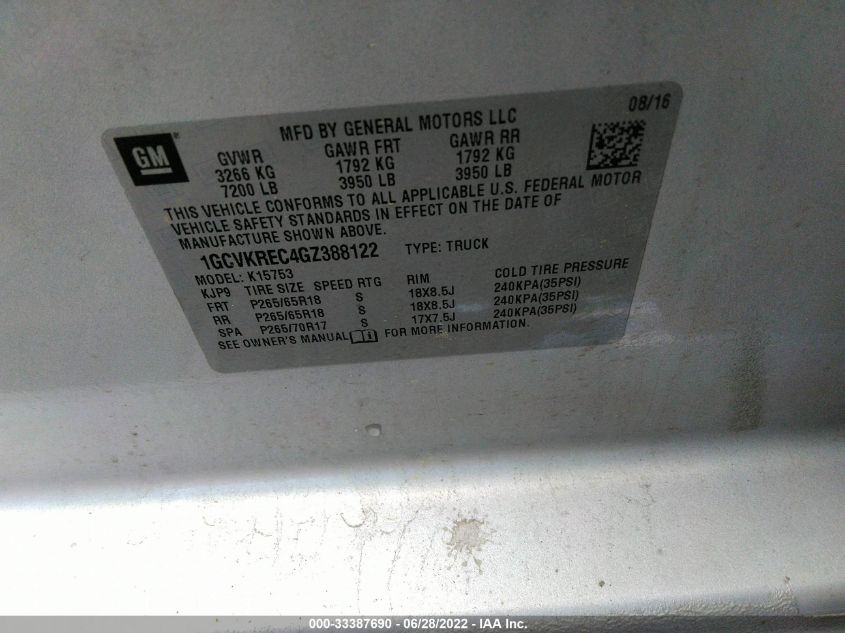 08/16
GM®
MFD BY GENERAL MOTORS LLC
GVWR GAWR FRT GAWR RR
3266 KG 1792 KG 1792 KG
7200 LB 3950 LB 3950 LB
THIS VEHICLE CONFORMS TO ALL APPLICABLE U.S. FEDERAL MOTOR
VEHICLE SAFETY STANDARDS IN EFFECT ON THE DATE OF
MANUFACTURE SHOWN ABOVE.
1GCVKREC4GZ388122 TYPE: TRUCK
MODEL: K15753
KJP9 TIRE SIZE SPEED RTG RIM COLD TIRE PRESSURE
FRT P265/65R18 S 18X8.5J 240KPA(35PSI)
RR P265/65R18 S 18X8.5J 240KPA(35PSI)
SPA P265/70R17 S 17X7.5J 240KPA(35PSI)
SEE OWNER'S MANUAL FOR MORE INFORMATION.
000-33387690 - 06/28/2022 - IAA Inc.